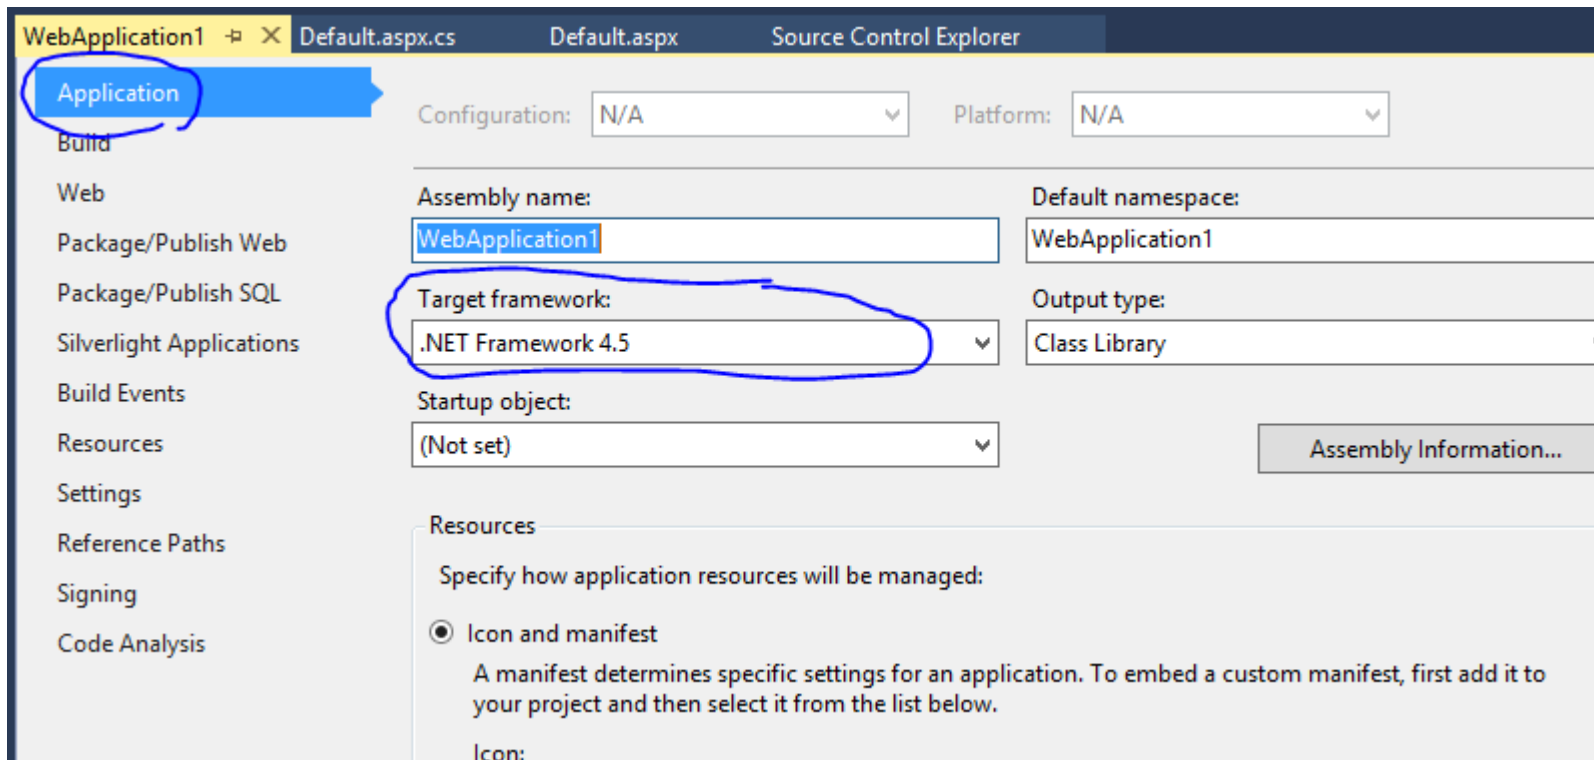 WebApplication1
Default.aspx.cs
Default.aspx
Source Control Explorer
Application
Build
Web
Package/Publish Web
Package/Publish SQL
Silverlight Applications
Build Events
Resources
Settings
Reference Paths
Signing
Code Analysis
Configuration: N/A
Platform: N/A
Assembly name:
WebApplication1
Default namespace:
WebApplication1
Target framework:
.NET Framework 4.5
Output type:
Class Library
Startup object:
(Not set)
Assembly Information...
Resources
Specify how application resources will be managed:
Icon and manifest
A manifest determines specific settings for an application. To embed a custom manifest, first add it to
your project and then select it from the list below.
Icon: